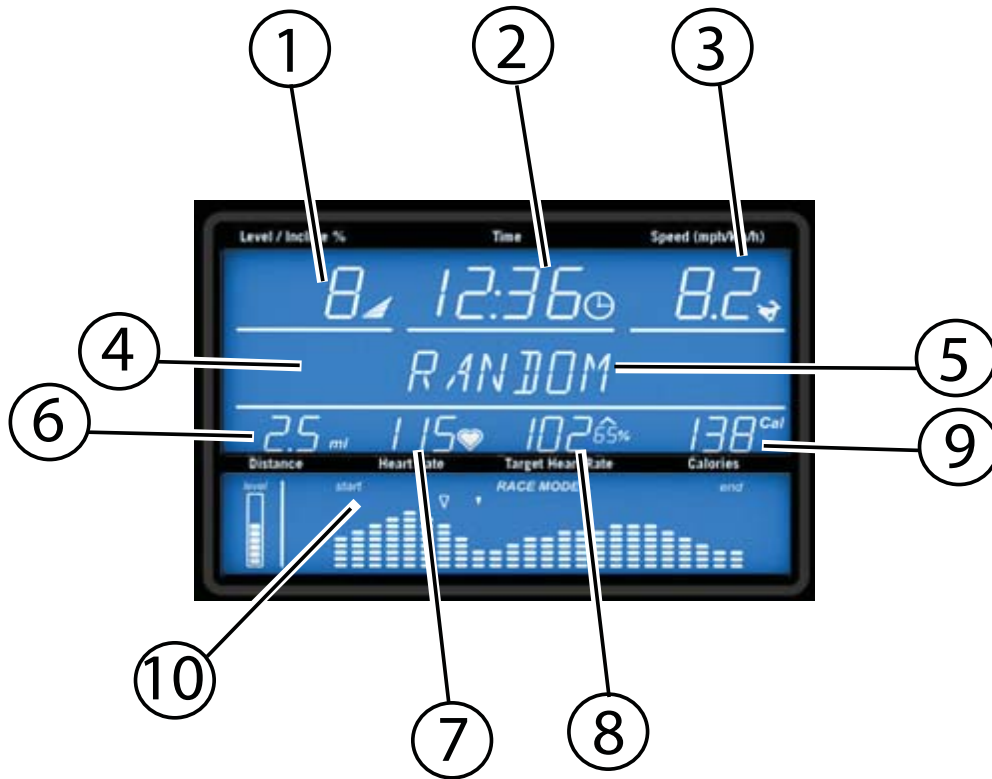 1 2 3
Level / Incline % Time Speed (mph/km/h)
8 12:36 8.2
4 RANDOM 5
6 2.5 mi 115 102 65% 138 Cal 9
Distance Heart Rate Target Heart Rate Calories
level start RACE MODE end
10 7 8